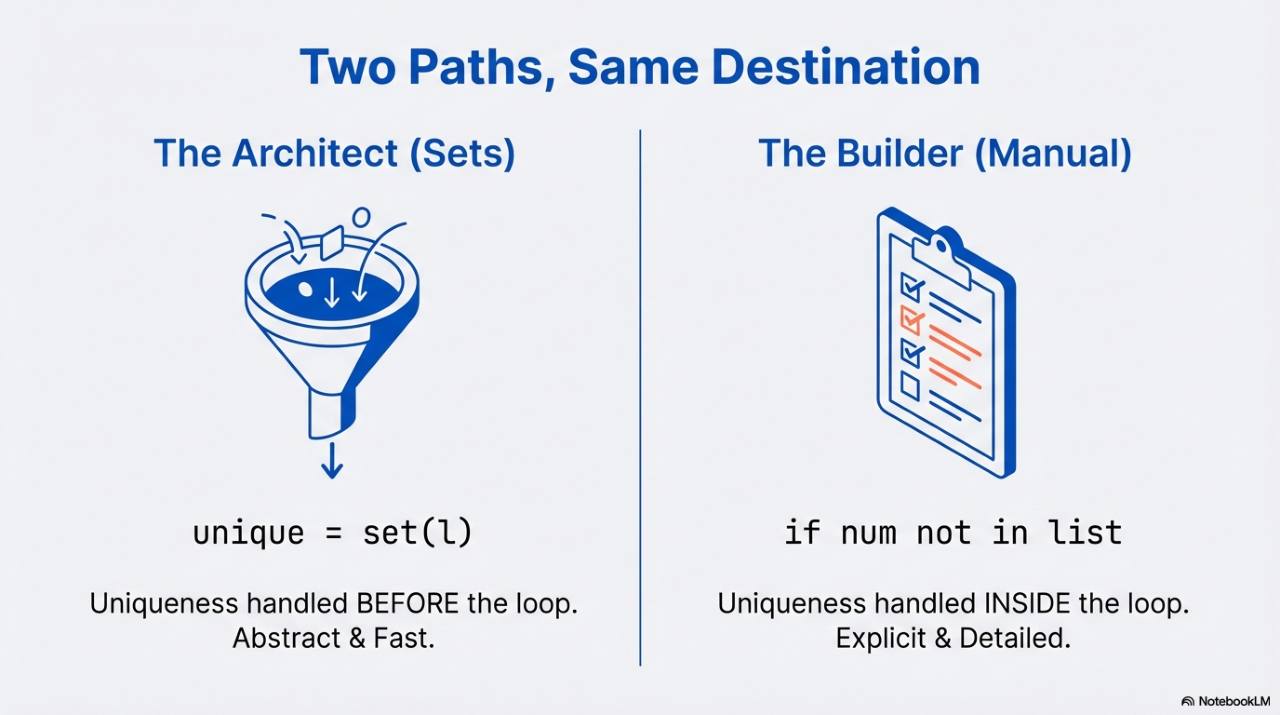 Two Paths, Same Destination
The Architect (Sets)
unique = set(l)
Uniqueness handled BEFORE the loop.
Abstract & Fast.
The Builder (Manual)
if num not in list
Uniqueness handled INSIDE the loop.
Explicit & Detailed.
NotebookLM